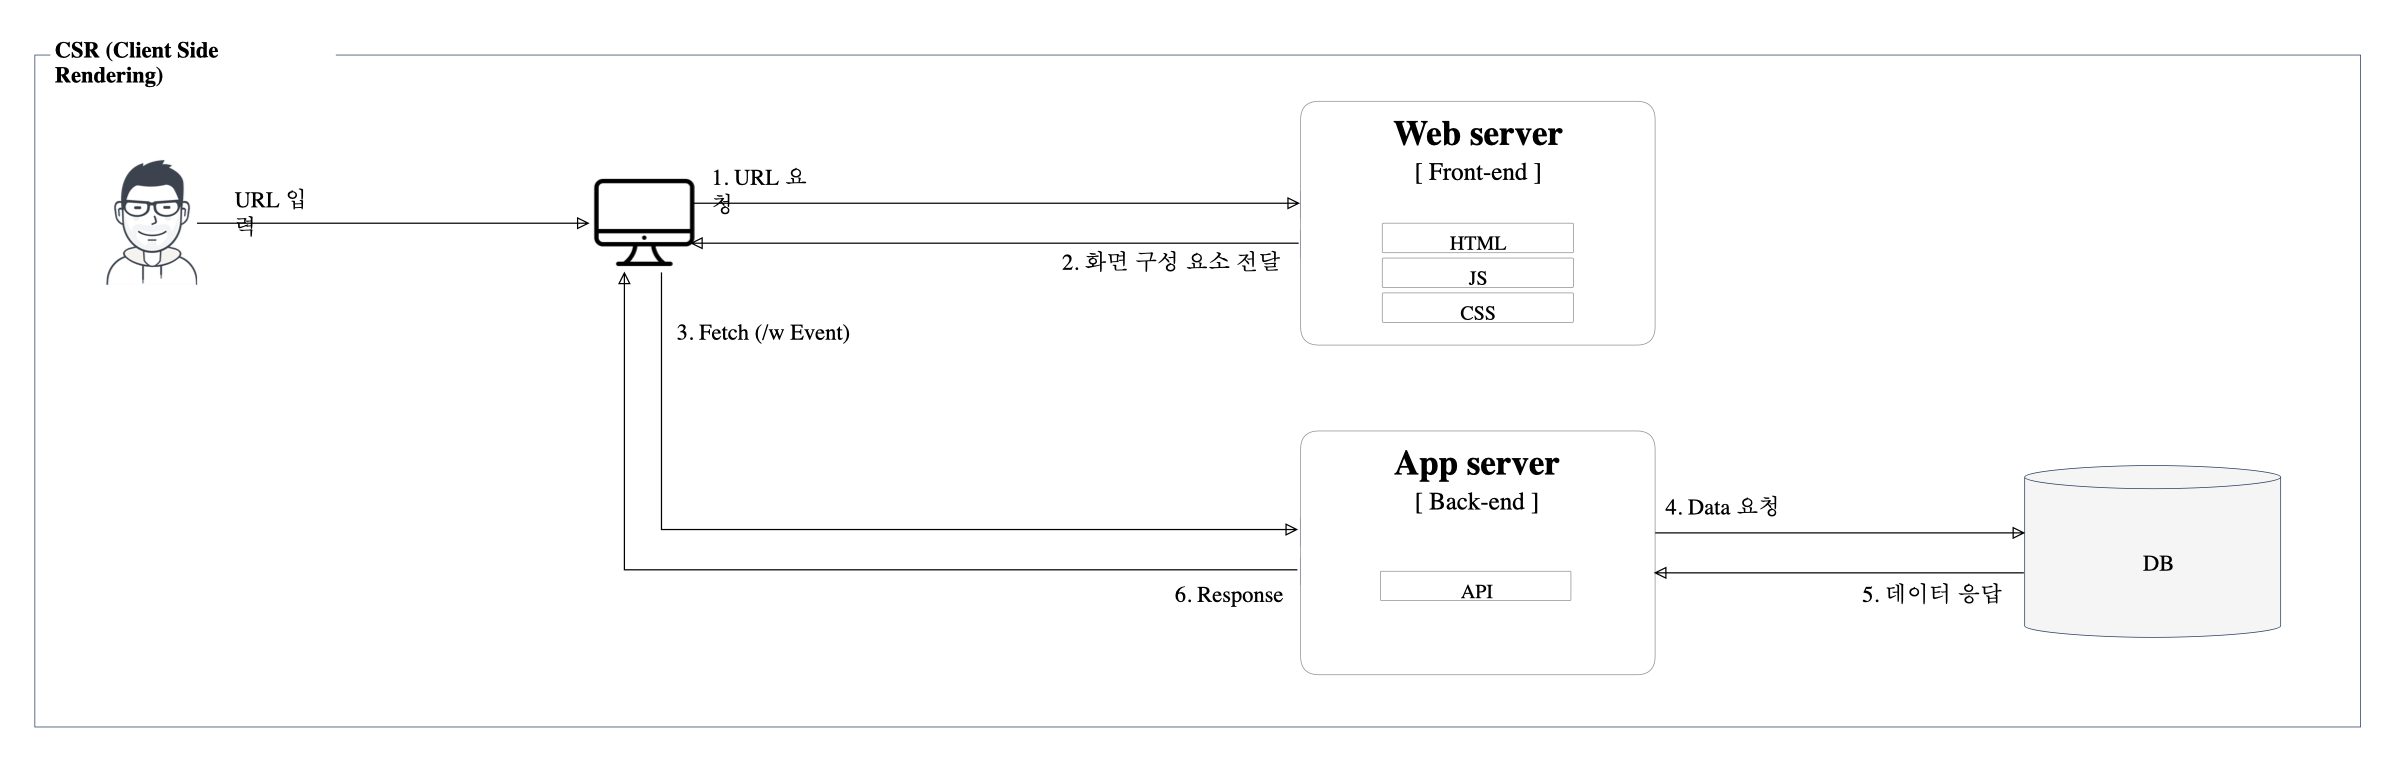 CSR (Client Side
Rendering)
URL 입
력
1. URL 요
청
2. 화면 구성 요소 전달
Web server
[ Front-end ]
HTML
JS
CSS
3. Fetch (/w Event)
App server
[ Back-end ]
API
4. Data 요청
5. 데이터 응답
DB
6. Response